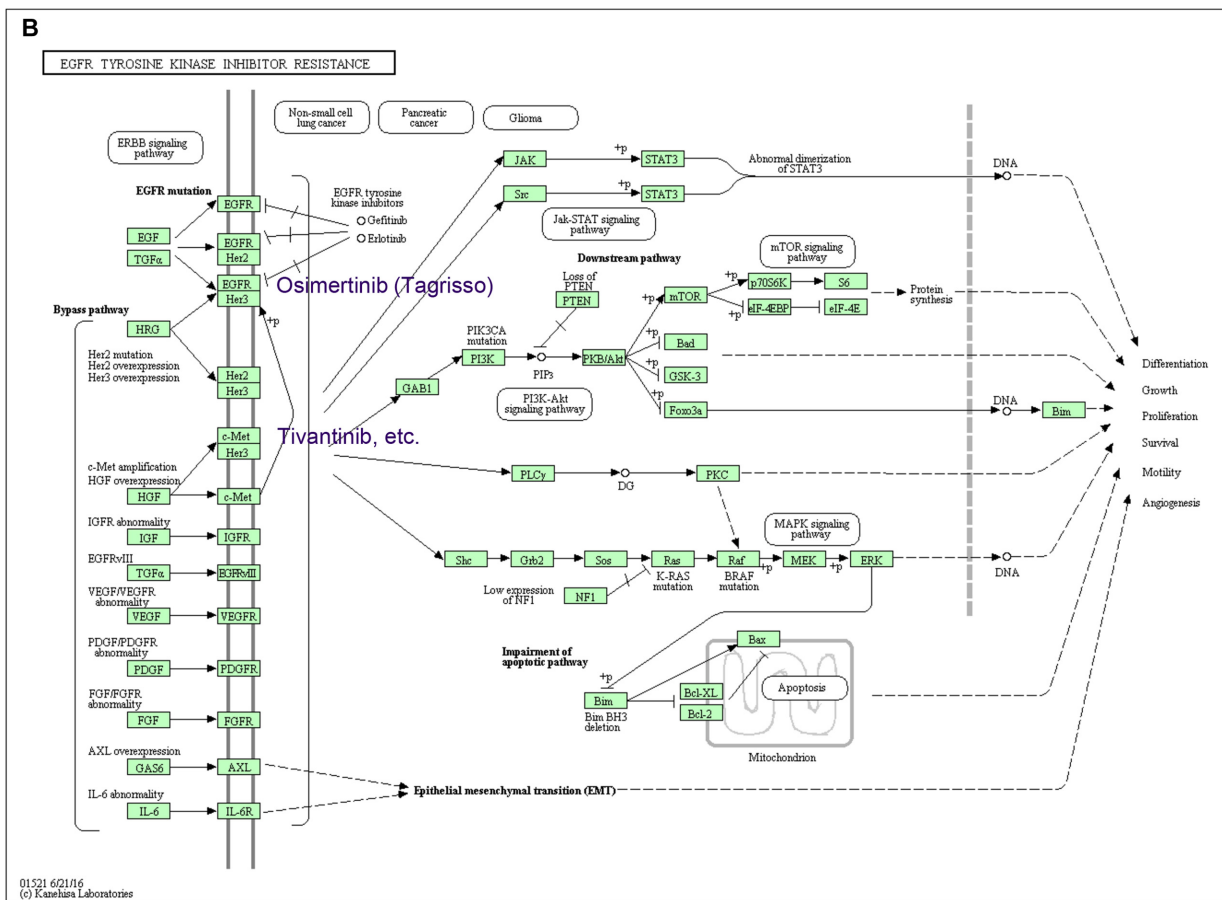 B
EGFR TYROSINE KINASE INHIBITOR RESISTANCE
Non-small cell
lung cancer
Pancreatic
cancer
Glioma
ERBB signaling
pathway
EGFR mutation
EGFR
EGF
TGFα
EGFR
Her2
EGFR
Her3
EGFR tyrosine
kinase inhibitors
Gefitinib
Erlotinib
Osimertinib (Tagrisso)
JAK
+p
STAT3
Src
+p
STAT3
Abnormal dimerization
of STAT3
DNA
Jak-STAT signaling
pathway
Downstream pathway
mTOR signaling
pathway
Loss of
PTEN
PTEN
+p
mTOR
+p
p70S6K
S6
+p
eIF-4EBP
eIF-4E
Protein
synthesis
Bypass pathway
HRG
+p
Her2 mutation
Her2 overexpression
Her3 overexpression
Her2
Her3
PIK3CA
mutation
PI3K
PIP3
PKB/Akt
+p
Bad
+p
GSK-3
+p
Foxo3a
DNA
Bim
GAB1
PI3K-Akt
signaling pathway
Differentiation
Growth
Proliferation
Survival
Motility
Angiogenesis
c-Met
Her3
Tivantinib, etc.
c-Met amplification
HGF overexpression
HGF
c-Met
PLCγ
DG
PKC
IGFR abnormality
IGF
IGFR
MAPK signaling
pathway
Shc
Grb2
Sos
Ras
Raf
+p
MEK
+p
ERK
DNA
K-RAS
mutation
BRAF
mutation
Low expression
of NF1
NF1
EGFRvIII
TGFα
EGFRvIII
VEGF/VEGFR
abnormality
VEGF
VEGFR
PDGF/PDGFR
abnormality
PDGF
PDGFR
Impairment of
apoptotic pathway
+p
Bim
Bim BH3
deletion
Bax
Bcl-XL
Bcl-2
Apoptosis
Mitochondrion
FGF/FGFR
abnormality
FGF
FGFR
AXL overexpression
GAS6
AXL
Epithelial mesenchymal transition (EMT)
IL-6 abnormality
IL-6
IL-6R
01521 6/21/16
(c) Kanehisa Laboratories